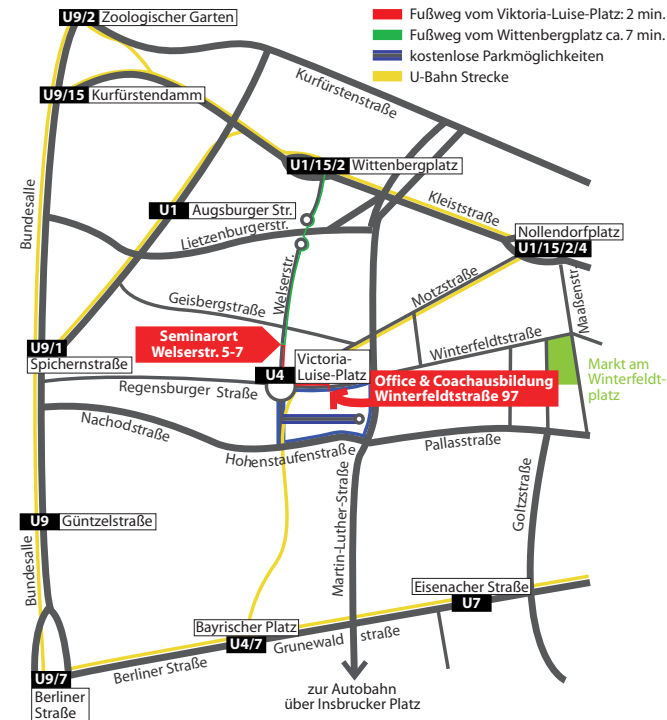 U9/2 Zoologischer Garten
Fußweg vom Viktoria-Luise-Platz: 2 min.
Fußweg vom Wittenbergplatz ca. 7 min.
kostenlose Parkmöglichkeiten
U-Bahn Strecke
Kurfürstenstraße
U9/15 Kurfürstendamm
U1/15/2 Wittenbergplatz
Kleiststraße
Bundesalle
U1 Augsburger Str.
Lietzenburgerstr.
Nollendorfplatz
U1/15/2/4
Welserstr.
Motzstraße
Maaßenstr.
Geisbergstraße
Seminarort
Welserstr. 5-7
Winterfeldtstraße
U9/1
Spichernstraße
U4
Victoria-
Luise-Platz
Markt am
Winterfeldt-
platz
Regensburger Straße
Office & Coachausbildung
Winterfeldtstraße 97
Nachodstraße
Hohenstaufenstraße
Pallasstraße
Martin-Luther-Straße
Goltzstraße
U9 Güntzelstraße
Bundesalle
Eisenacher Straße
U7
Bayrischer Platz
U4/7
Grunewald straße
Berliner Straße
U9/7
Berliner
Straße
zur Autobahn
über Insbrucker Platz